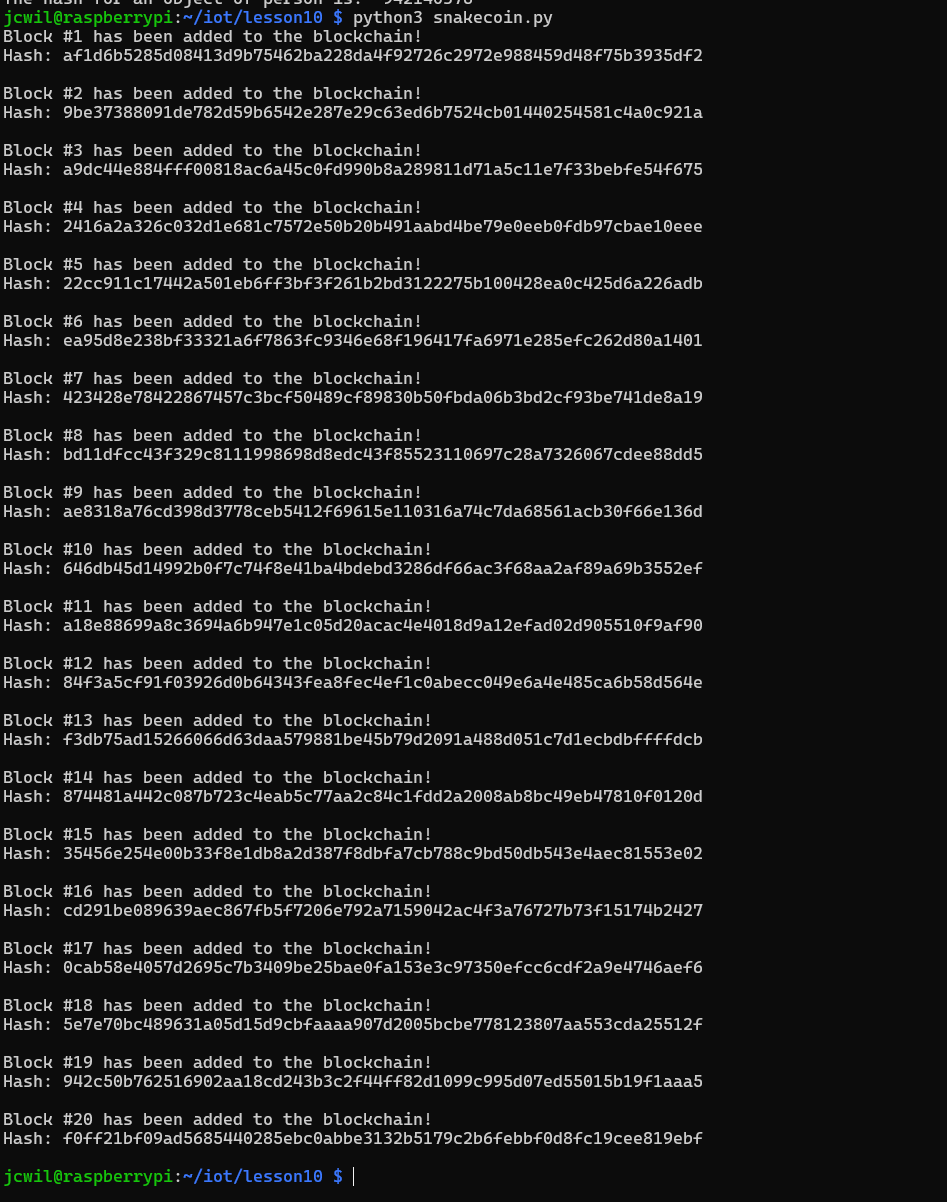 The hash for an object of person is:  942140378
jcwil@raspberrypi:~/iot/lesson10 $ python3 snakecoin.py
Block #1 has been added to the blockchain!
Hash: af1d6b5285d08413d9b75462ba228da4f92726c2972e988459d48f75b3935df2
Block #2 has been added to the blockchain!
Hash: 9be37388091de782d59b6542e287e29c63ed6b7524cb01440254581c4a0c921a
Block #3 has been added to the blockchain!
Hash: a9dc44e884fff00818ac6a45c0fd990b8a289811d71a5c11e7f33bebfe54f675
Block #4 has been added to the blockchain!
Hash: 2416a2a326c032d1e681c7572e50b20b491aabd4be79e0eeb0fdb97cbae10eee
Block #5 has been added to the blockchain!
Hash: 22cc911c17442a501eb6ff3bf3f261b2bd3122275b100428ea0c425d6a226adb
Block #6 has been added to the blockchain!
Hash: ea95d8e238bf33321a6f7863fc9346e68f196417fa6971e285efc262d80a1401
Block #7 has been added to the blockchain!
Hash: 423428e78422867457c3bcf50489cf89830b50fbda06b3bd2cf93be741de8a19
Block #8 has been added to the blockchain!
Hash: bd11dfcc43f329c8111998698d8edc43f85523110697c28a7326067cdee88dd5
Block #9 has been added to the blockchain!
Hash: ae8318a76cd398d3778ceb5412f69615e110316a74c7da68561acb30f66e136d
Block #10 has been added to the blockchain!
Hash: 646db45d14992b0f7c74f8e41ba4bdebd3286df66ac3f68aa2af89a69b3552ef
Block #11 has been added to the blockchain!
Hash: a18e88699a8c3694a6b947e1c05d20acac4e4018d9a12efad02d905510f9af90
Block #12 has been added to the blockchain!
Hash: 84f3a5cf91f03926d0b64343fea8fec4ef1c0abecc049e6a4e485ca6b58d564e
Block #13 has been added to the blockchain!
Hash: f3db75ad15266066d63daa579881be45b79d2091a488d051c7d1ecbdbffffdcb
Block #14 has been added to the blockchain!
Hash: 874481a442c087b723c4eab5c77aa2c84c1fdd2a2008ab8bc49eb47810f0120d
Block #15 has been added to the blockchain!
Hash: 35456e254e00b33f8e1db8a2d387f8dbfa7cb788c9bd50db543e4aec81553e02
Block #16 has been added to the blockchain!
Hash: cd291be089639aec867fb5f7206e792a7159042ac4f3a76727b73f15174b2427
Block #17 has been added to the blockchain!
Hash: 0cab58e4057d2695c7b3409be25bae0fa153e3c97350efcc6cdf2a9e4746aef6
Block #18 has been added to the blockchain!
Hash: 5e7e70bc489631a05d15d9cbfaaaa907d2005bcbe778123807aa553cda25512f
Block #19 has been added to the blockchain!
Hash: 942c50b762516902aa18cd243b3c2f44ff82d1099c995d07ed55015b19f1aaa5
Block #20 has been added to the blockchain!
Hash: f0ff21bf09ad5685440285ebc0abbe3132b5179c2b6febbf0d8fc19cee819ebf
jcwil@raspberrypi:~/iot/lesson10 $